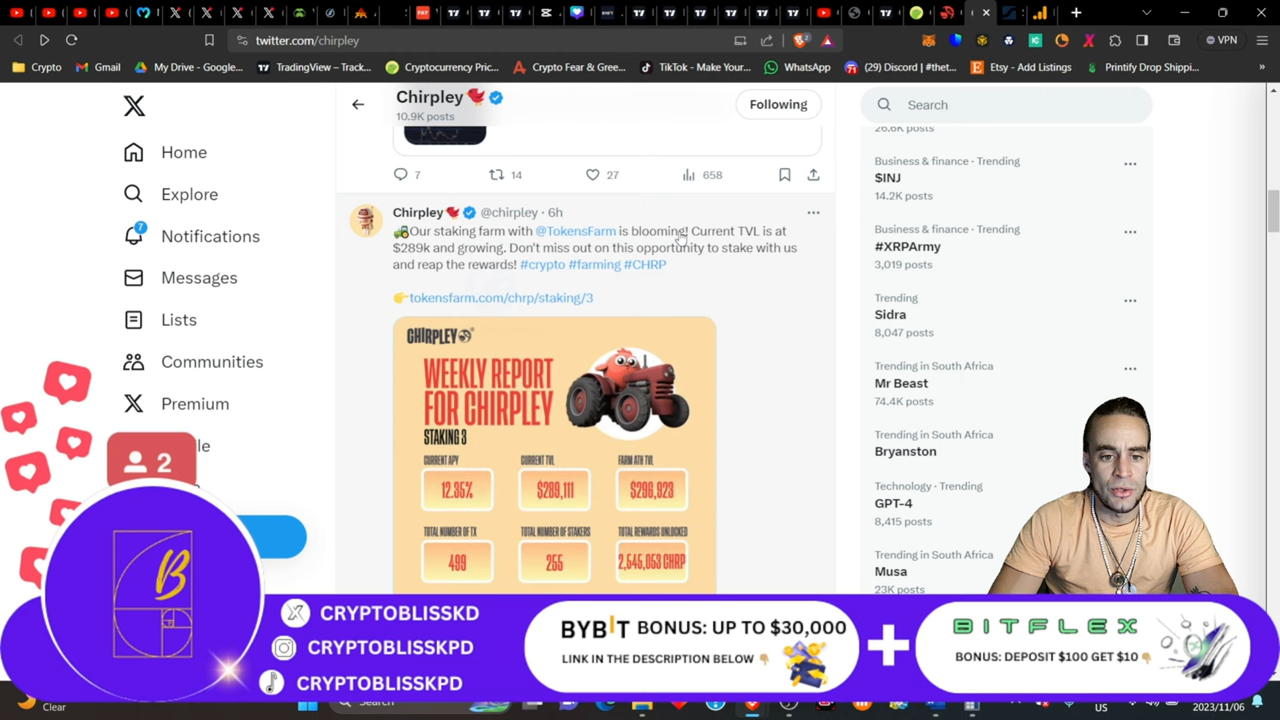 twitter.com/chirpley
VPN
Crypto
Gmail
My Drive - Google...
TradingView – Track...
Cryptocurrency Pric...
Crypto Fear & Gree...
TikTok - Make Your...
WhatsApp
(29) Discord | #thet...
Etsy - Add Listings
Printify Drop Shippi...
Home
Explore
7
Notifications
Messages
Lists
Communities
Premium
2
Chirpley
10.9K posts
Following
7
14
27
658
Chirpley @chirpley · 6h
Our staking farm with @TokensFarm is blooming! Current TVL is at
$289k and growing. Don't miss out on this opportunity to stake with us
and reap the rewards! #crypto #farming #CHRP
tokensfarm.com/chrp/staking/3
CHIRPLEY
WEEKLY REPORT
FOR CHIRPLEY
STAKING 3
CURRENT APY
CURRENT TVL
FARM ATH TVL
12.35%
$289,111
$296,923
TOTAL NUMBER OF TX
TOTAL NUMBER OF STAKERS
TOTAL REWARDS UNLOCKED
499
255
2,545,053 CHRP
Search
26.6K posts
Business & finance · Trending
$INJ
14.2K posts
Business & finance · Trending
#XRPArmy
3,019 posts
Trending
Sidra
8,047 posts
Trending in South Africa
Mr Beast
74.4K posts
Trending in South Africa
Bryanston
Technology · Trending
GPT-4
8,415 posts
Trending in South Africa
Musa
23K posts
B
CRYPTOBLISSKD
CRYPTOBLISSKPD
CRYPTOBLISSKPD
BYBIT BONUS: UP TO $30,000
LINK IN THE DESCRIPTION BELOW
BITFLEX
BONUS: DEPOSIT $100 GET $10
Clear
Search
US
2023/11/06